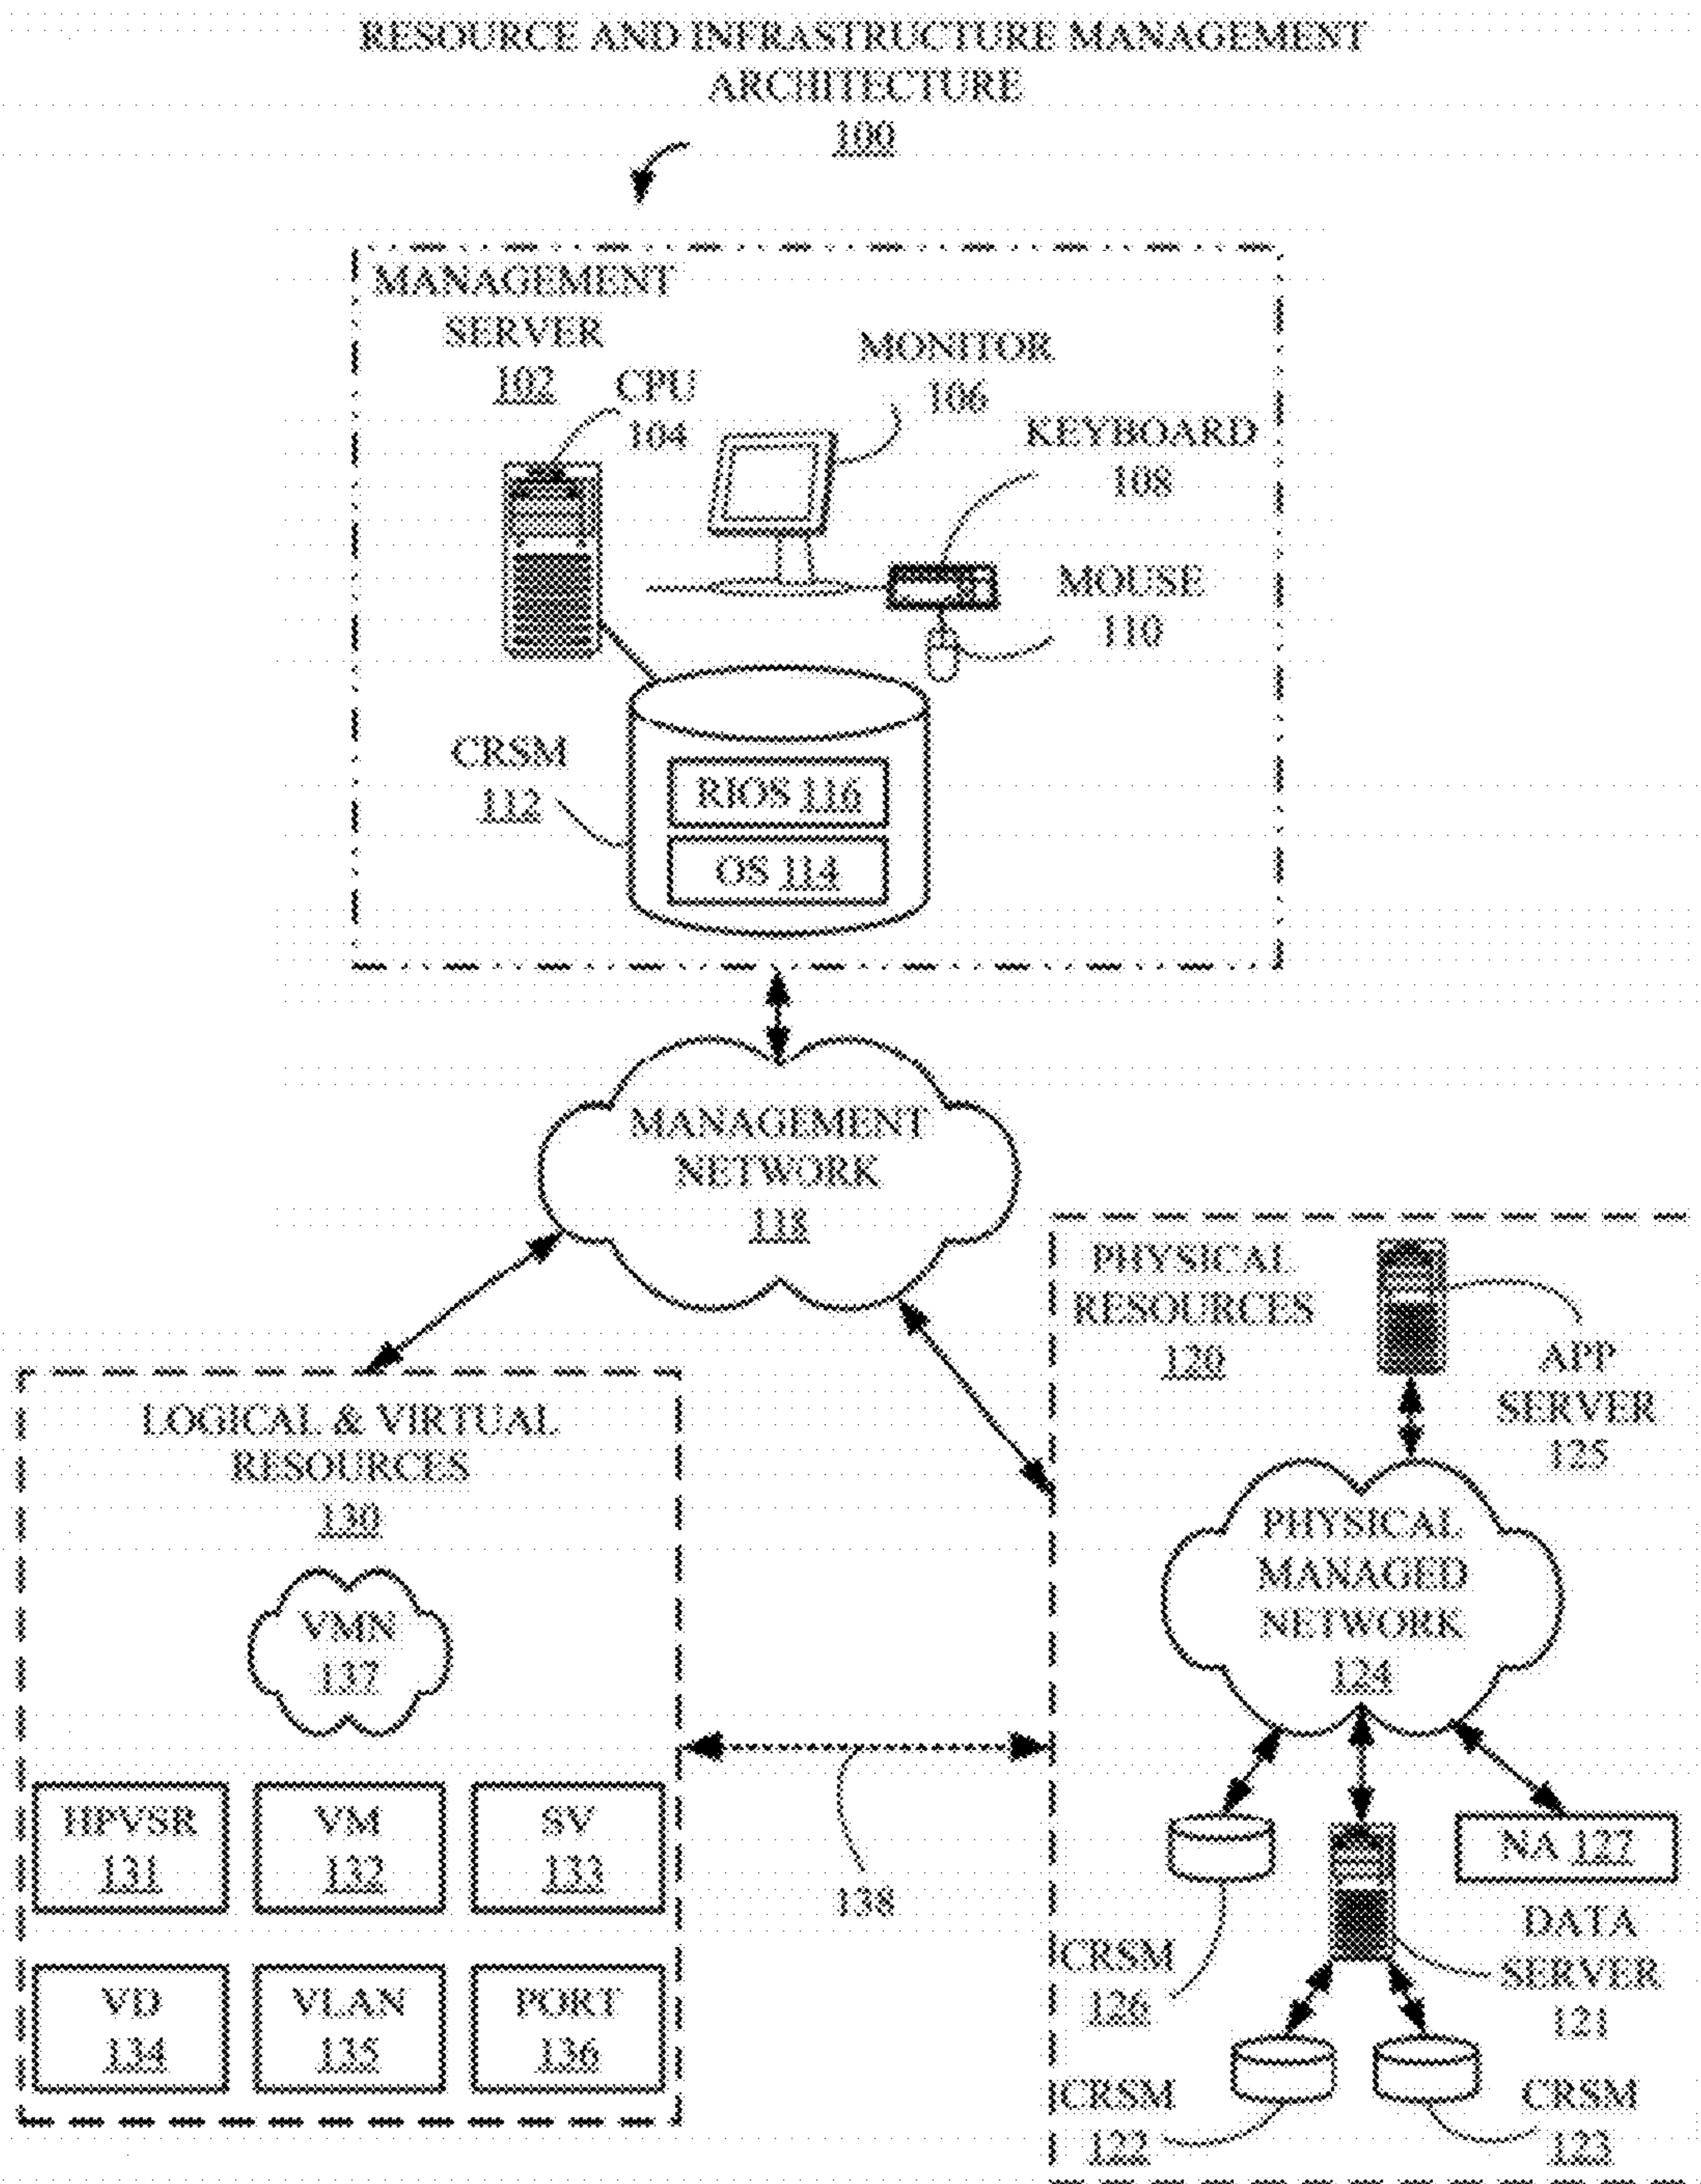 RESOURCE AND INFRASTRUCTURE MANAGEMENT
ARCHITECTURE
100
MANAGEMENT
SERVER
102
CPU
104
MONITOR
106
KEYBOARD
108
MOUSE
110
CRSM
112
RIOS 116
OS 114
MANAGEMENT
NETWORK
118
PHYSICAL
RESOURCES
120
APP
SERVER
125
LOGICAL & VIRTUAL
RESOURCES
130
VMN
137
PHYSICAL
MANAGED
NETWORK
124
HPVSR
131
VM
132
SV
133
VD
134
VLAN
135
PORT
136
138
NA 127
CRSM
126
DATA
SERVER
121
CRSM
122
CRSM
123